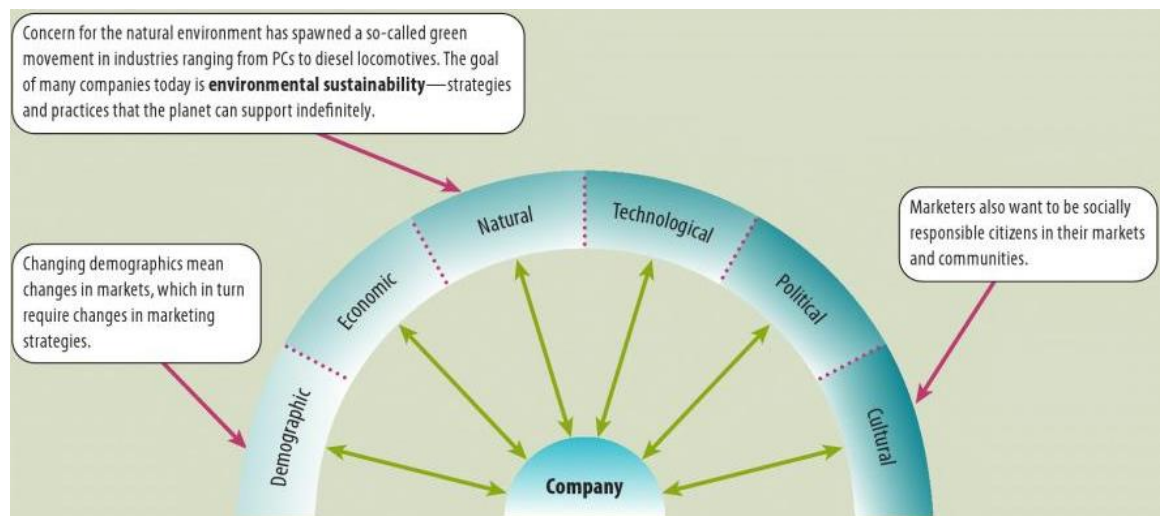 Concern for the natural environment has spawned a so-called green
movement in industries ranging from PCs to diesel locomotives. The goal
of many companies today is environmental sustainability—strategies
and practices that the planet can support indefinitely.
Changing demographics mean
changes in markets, which in turn
require changes in marketing
strategies.
Marketers also want to be socially
responsible citizens in their markets
and communities.
Demographic
Economic
Natural
Technological
Political
Cultural
Company